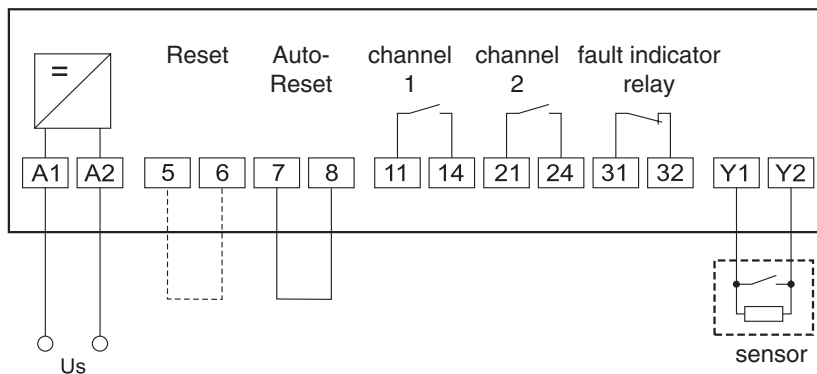 =
Reset
Auto-
Reset
channel
1
channel
2
fault indicator
relay
A1 A2 5 6 7 8 11 14 21 24 31 32 Y1 Y2
Us
sensor